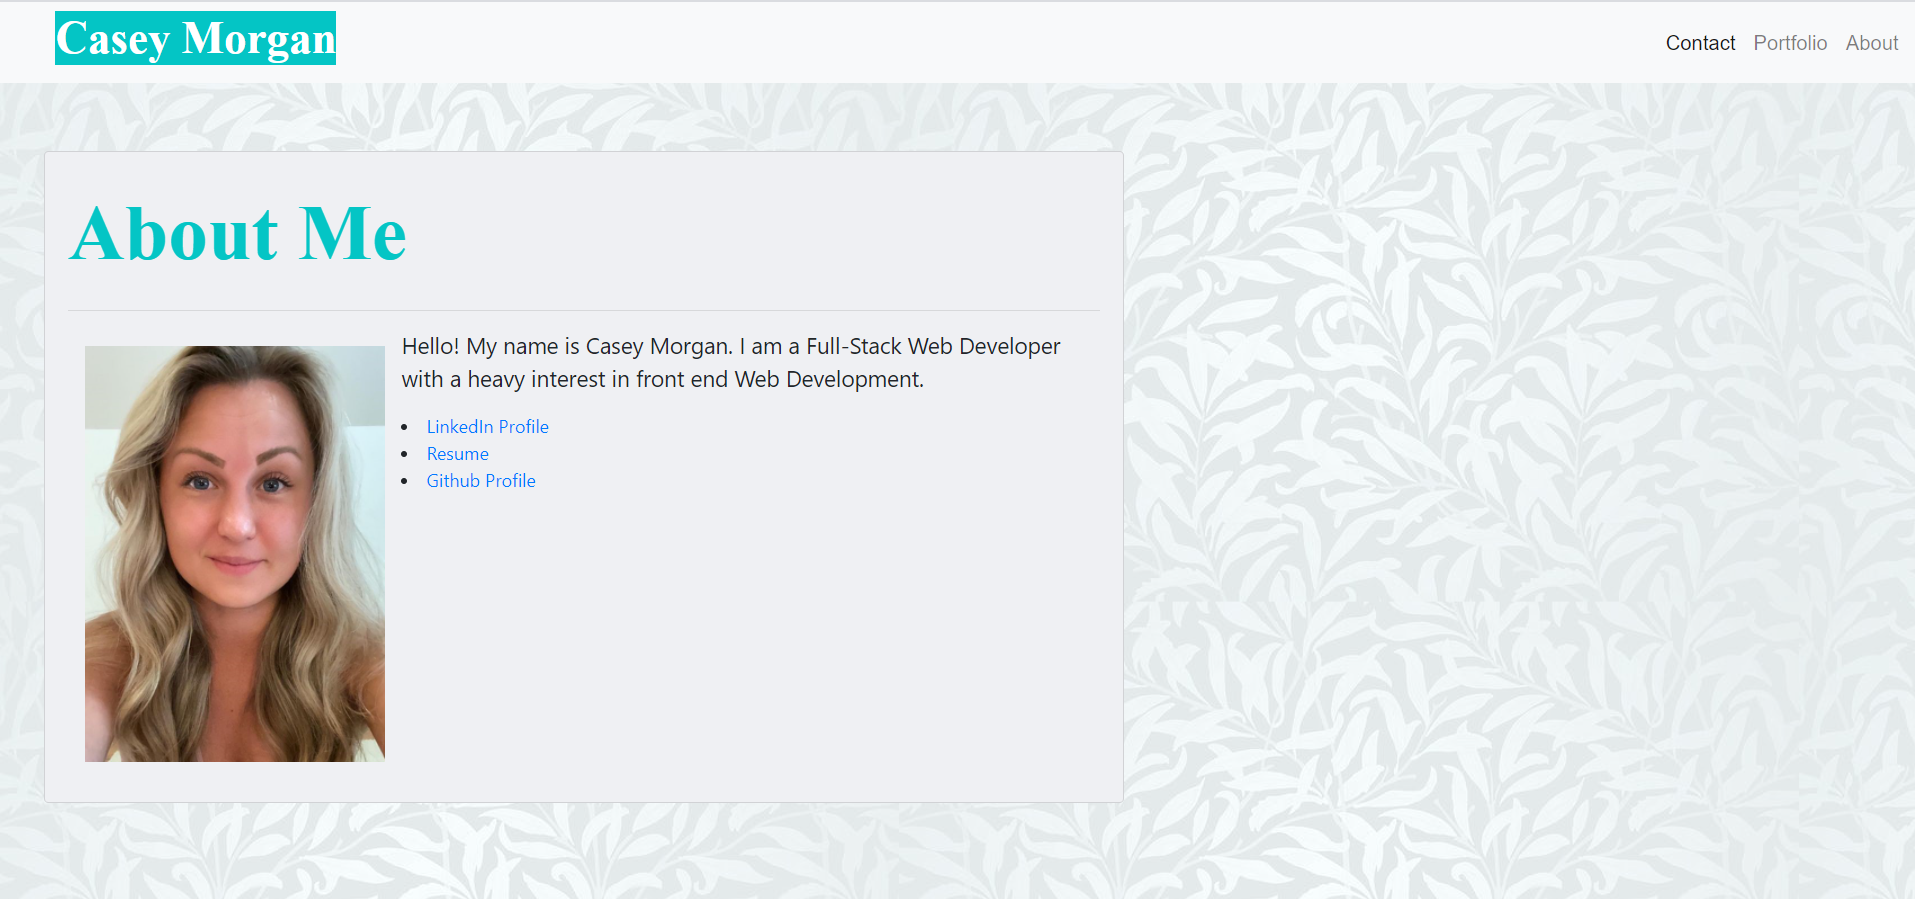 Casey Morgan
Contact Portfolio About
About Me
Hello! My name is Casey Morgan. I am a Full-Stack Web Developer
with a heavy interest in front end Web Development.
LinkedIn Profile
Resume
Github Profile